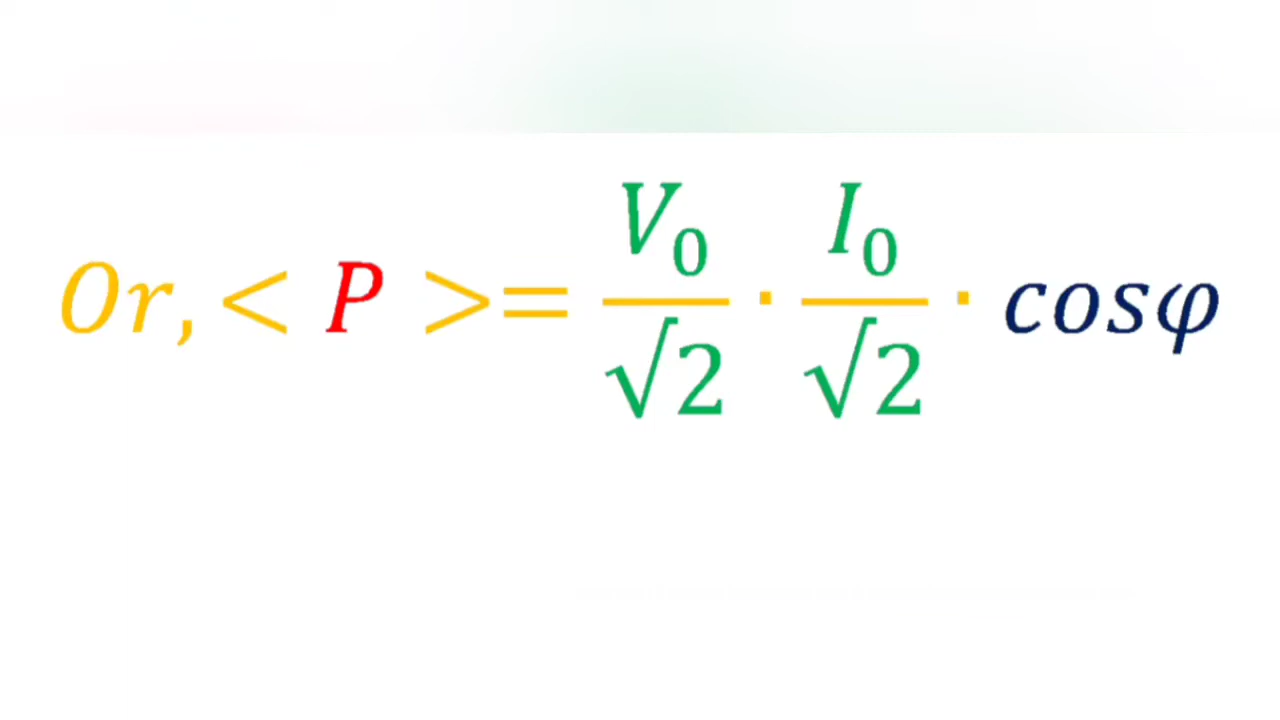 Or, < P >= V₀/√2 · I₀/√2 · cosφ